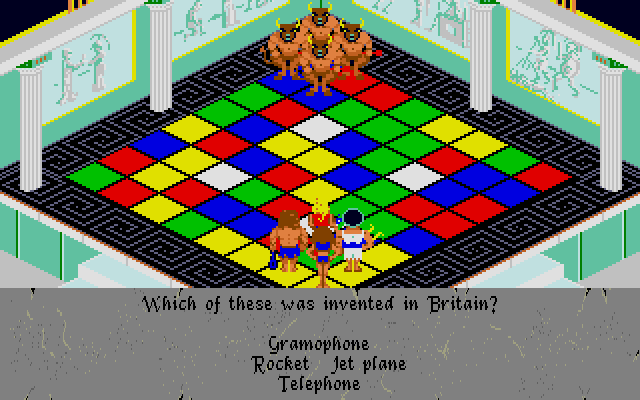 Which of these was invented in Britain?
Gramophone
Rocket Jet plane
Telephone